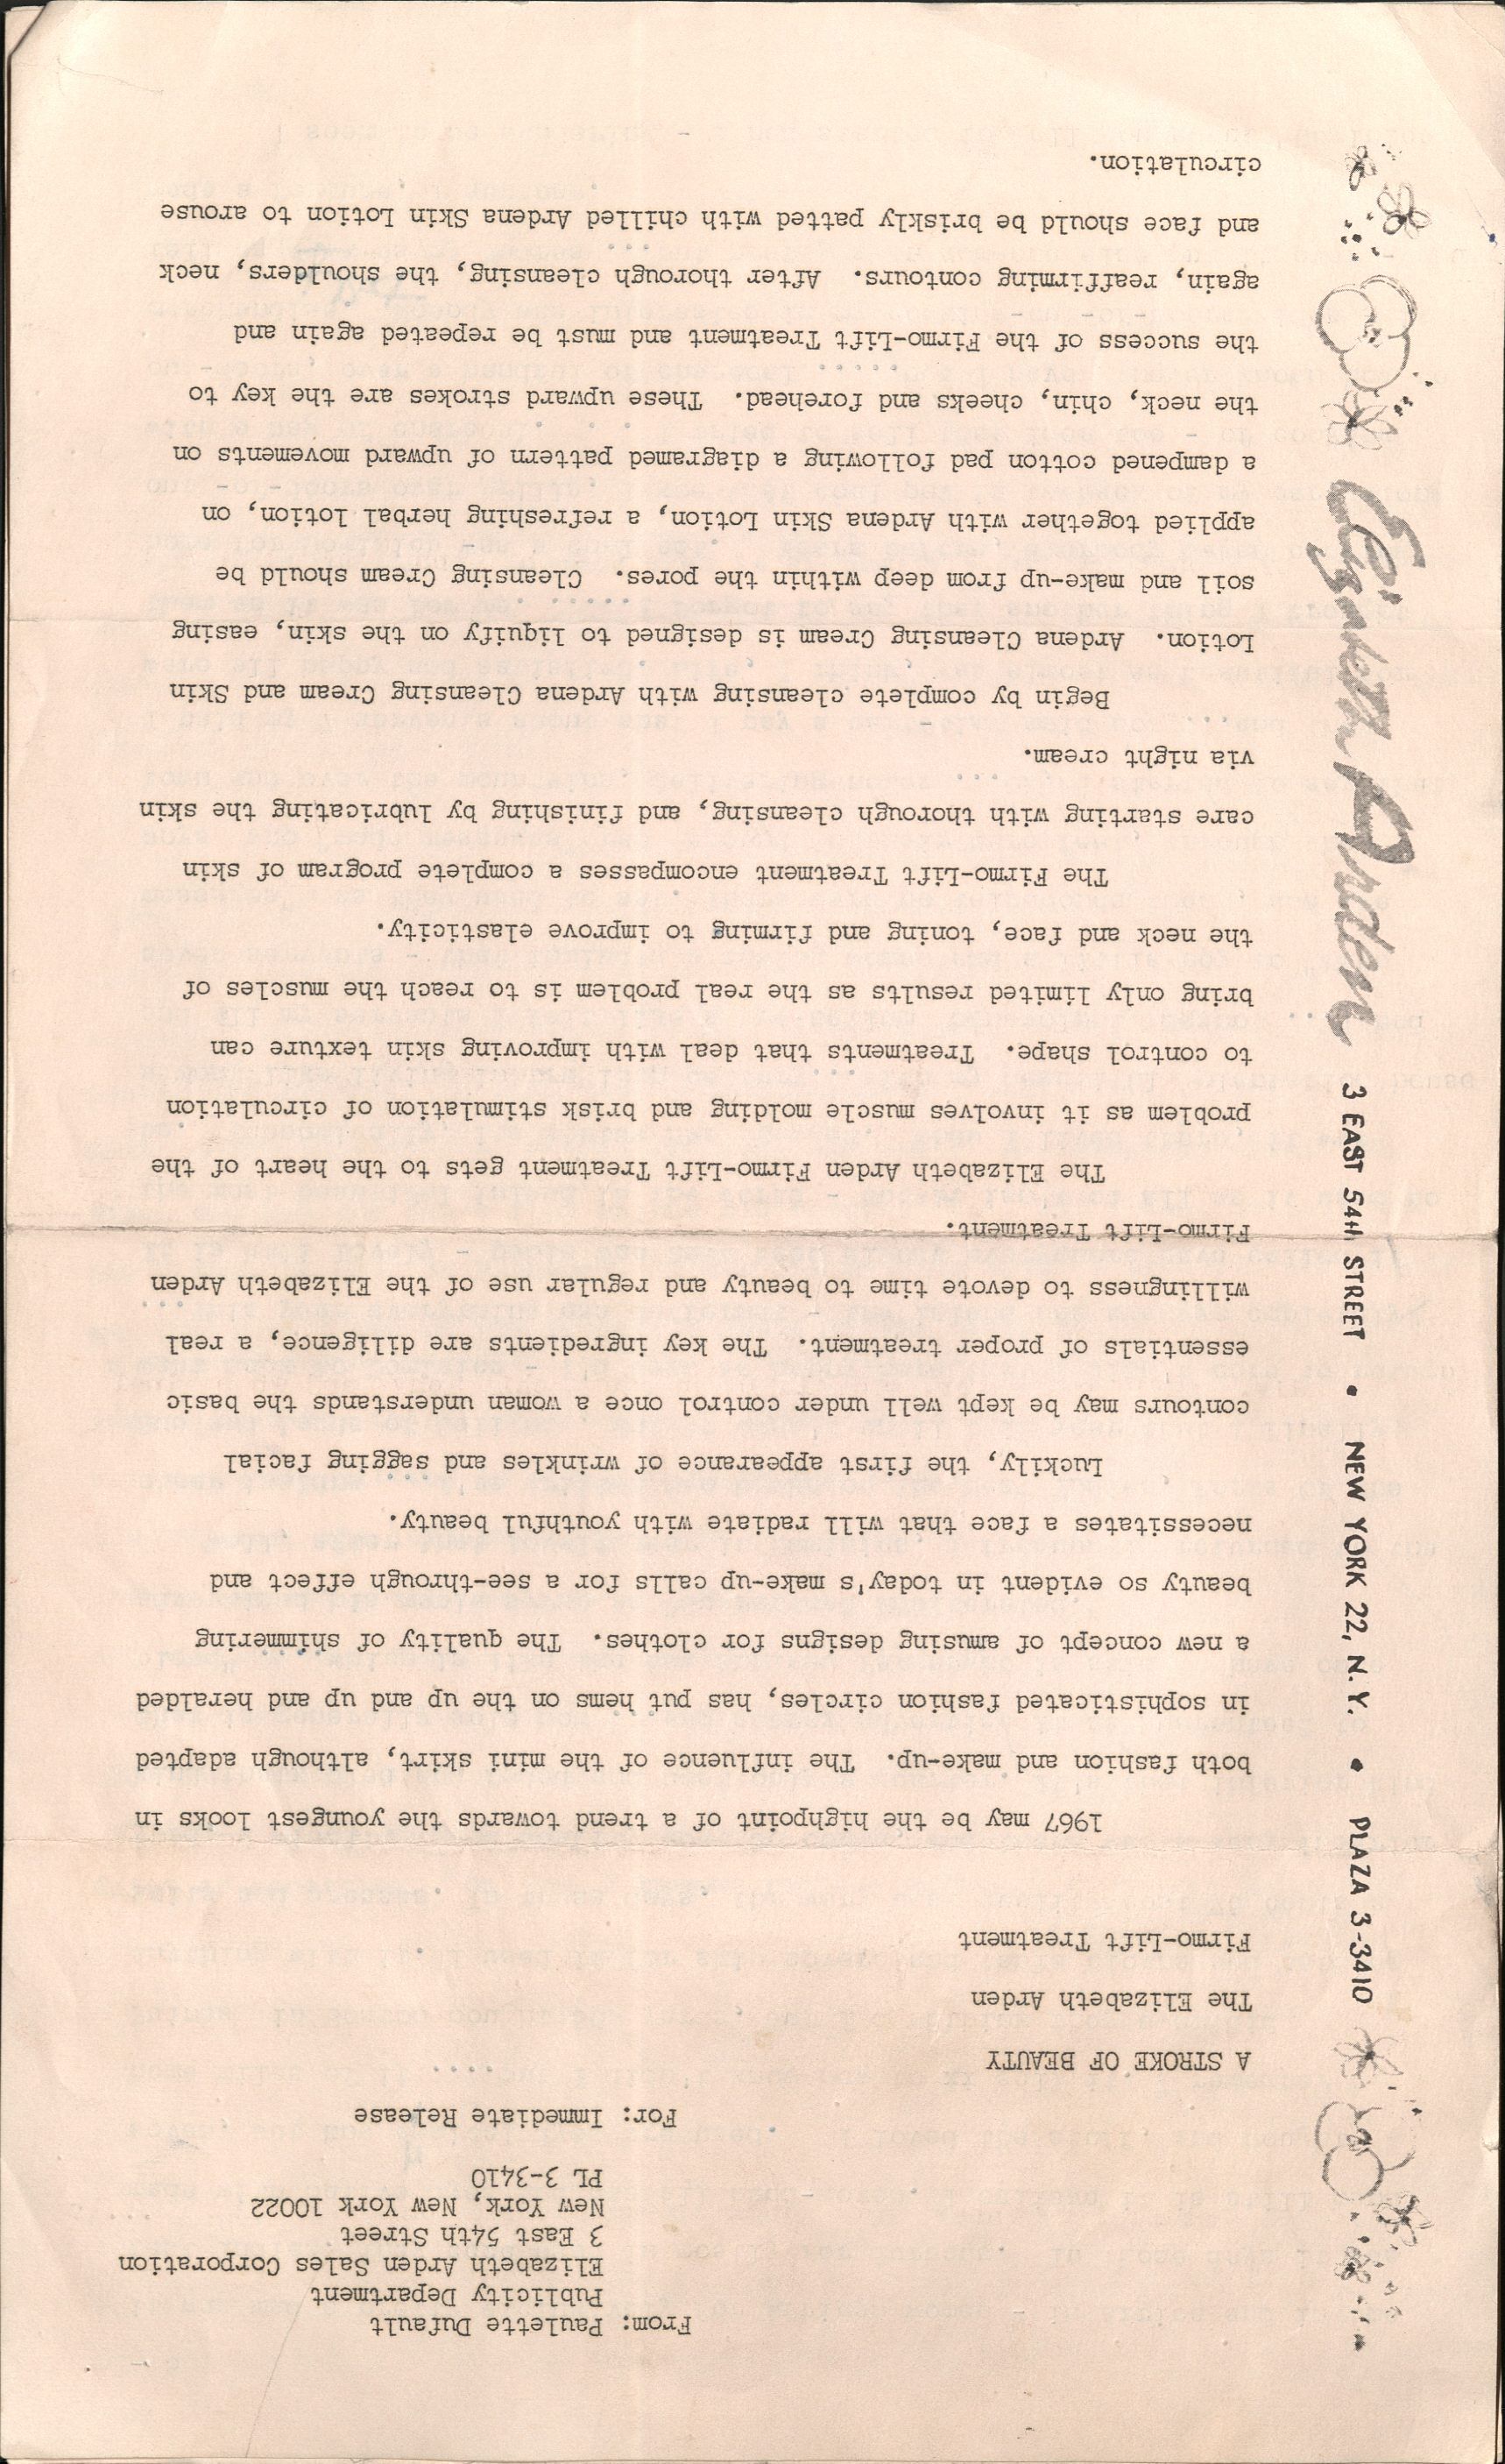 From: Paulette Dufault
Publicity Department
Elizabeth Arden Sales Corporation
3 East 54th Street
New York, New York 10022
PL 3-3410
For: Immediate Release
A STROKE OF BEAUTY
The Elizabeth Arden
Firmo-Lift Treatment
1967 may be the highpoint of a trend towards the youngest looks in
both fashion and make-up. The influence of the mini skirt, although adapted
in sophisticated fashion circles, has put hems on the up and up and heralded
a new concept of amusing designs for clothes. The quality of shimmering
beauty so evident in today's make-up calls for a see-through effect and
necessitates a face that will radiate with youthful beauty.
Luckily, the first appearance of wrinkles and sagging facial
contours may be kept well under control once a woman understands the basic
essentials of proper treatment. The key ingredients are diligence, a real
willingness to devote time to beauty and regular use of the Elizabeth Arden
Firmo-Lift Treatment.
The Elizabeth Arden Firmo-Lift Treatment gets to the heart of the
problem as it involves muscle molding and brisk stimulation of circulation
to control shape. Treatments that deal with improving skin texture can
bring only limited results as the real problem is to reach the muscles of
the neck and face, toning and firming to improve elasticity.
The Firmo-Lift Treatment encompasses a complete program of skin
care starting with thorough cleansing, and finishing by lubricating the skin
via night cream.
Begin by complete cleansing with Ardena Cleansing Cream and Skin
Lotion. Ardena Cleansing Cream is designed to liquify on the skin, easing
soil and make-up from deep within the pores. Cleansing Cream should be
applied together with Ardena Skin Lotion, a refreshing herbal lotion, on
a dampened cotton pad following a diagramed pattern of upward movements on
the neck, chin, cheeks and forehead. These upward strokes are the key to
the success of the Firmo-Lift Treatment and must be repeated again and
again, reaffirming contours. After thorough cleansing, the shoulders, neck
and face should be briskly patted with chilled Ardena Skin Lotion to arouse
circulation.
Elizabeth Arden 3 EAST 54th STREET • NEW YORK 22, N.Y. • PLAZA 3-3410